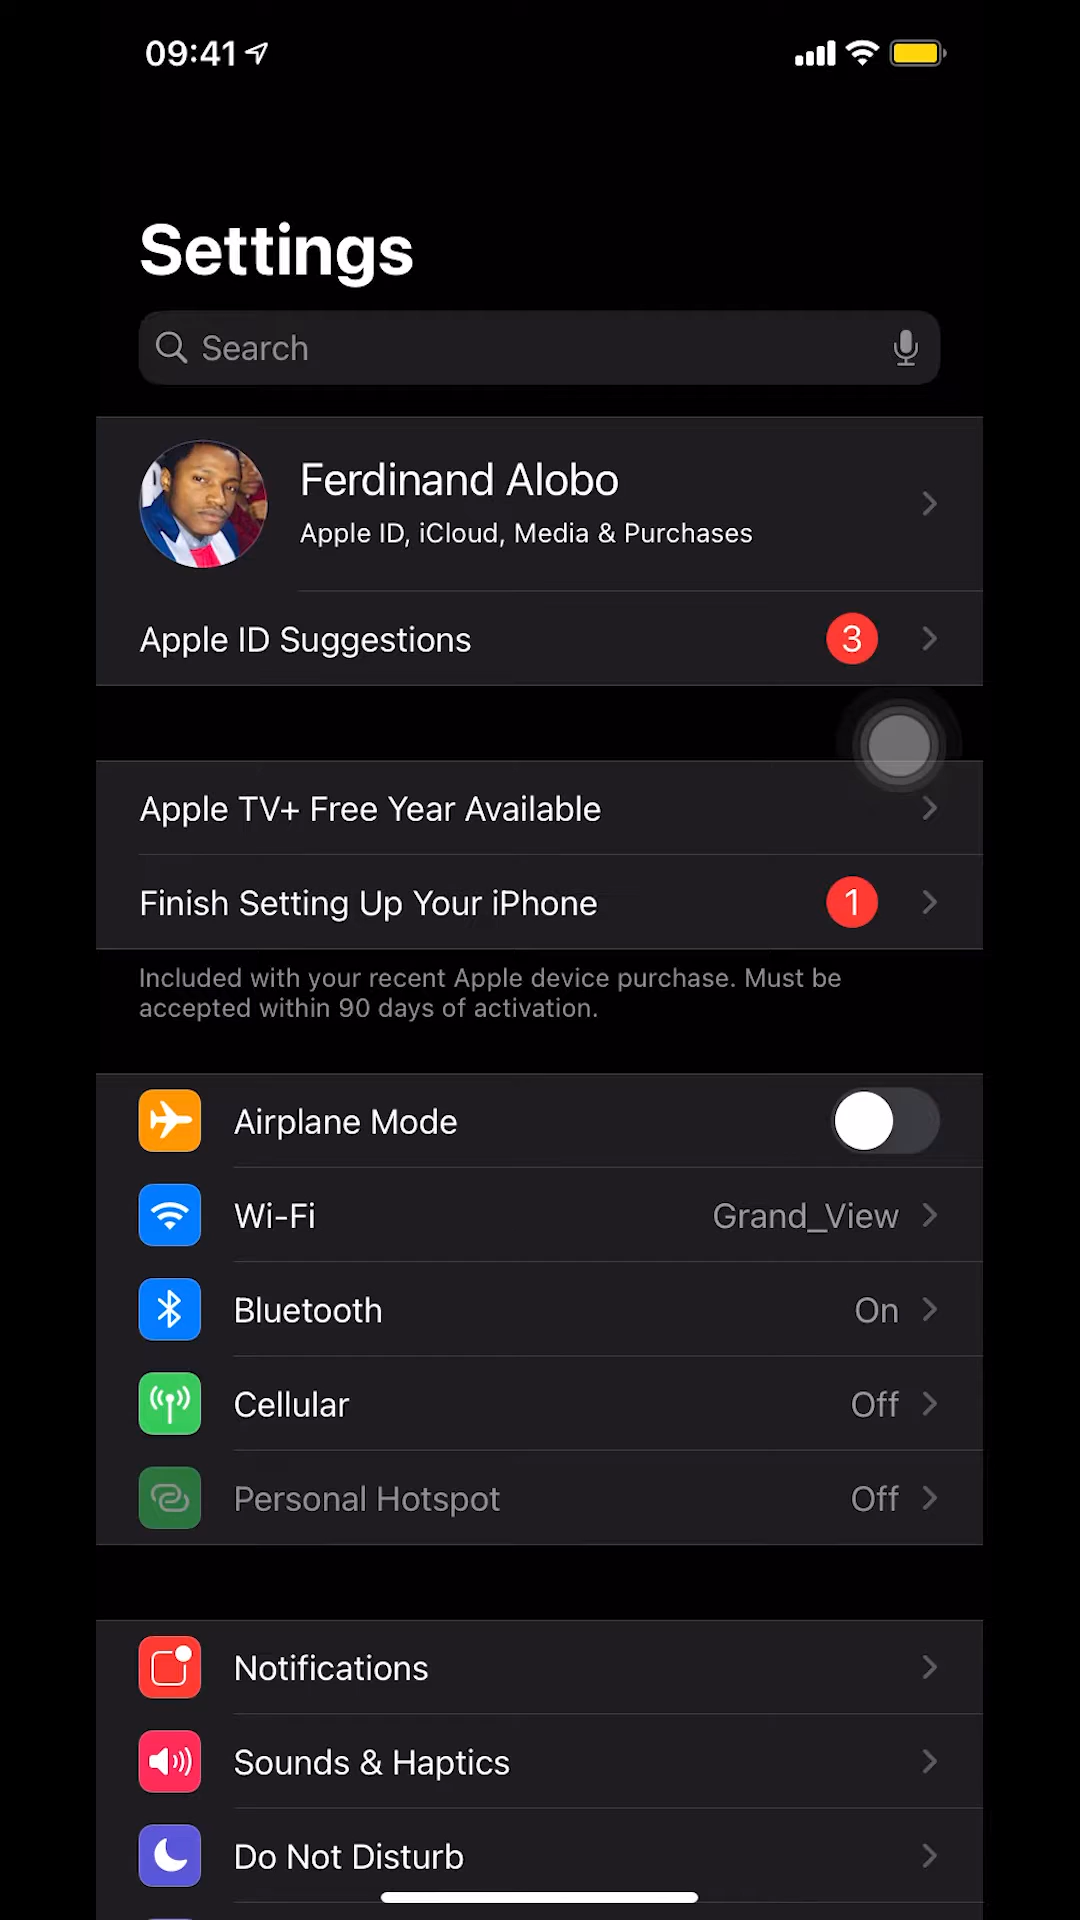 09:41
Settings
Search
Ferdinand Alobo
Apple ID, iCloud, Media & Purchases
Apple ID Suggestions
3
Apple TV+ Free Year Available
Finish Setting Up Your iPhone
1
Included with your recent Apple device purchase. Must be
accepted within 90 days of activation.
Airplane Mode
Wi-Fi
Grand_View
Bluetooth
On
Cellular
Off
Personal Hotspot
Off
Notifications
Sounds & Haptics
Do Not Disturb